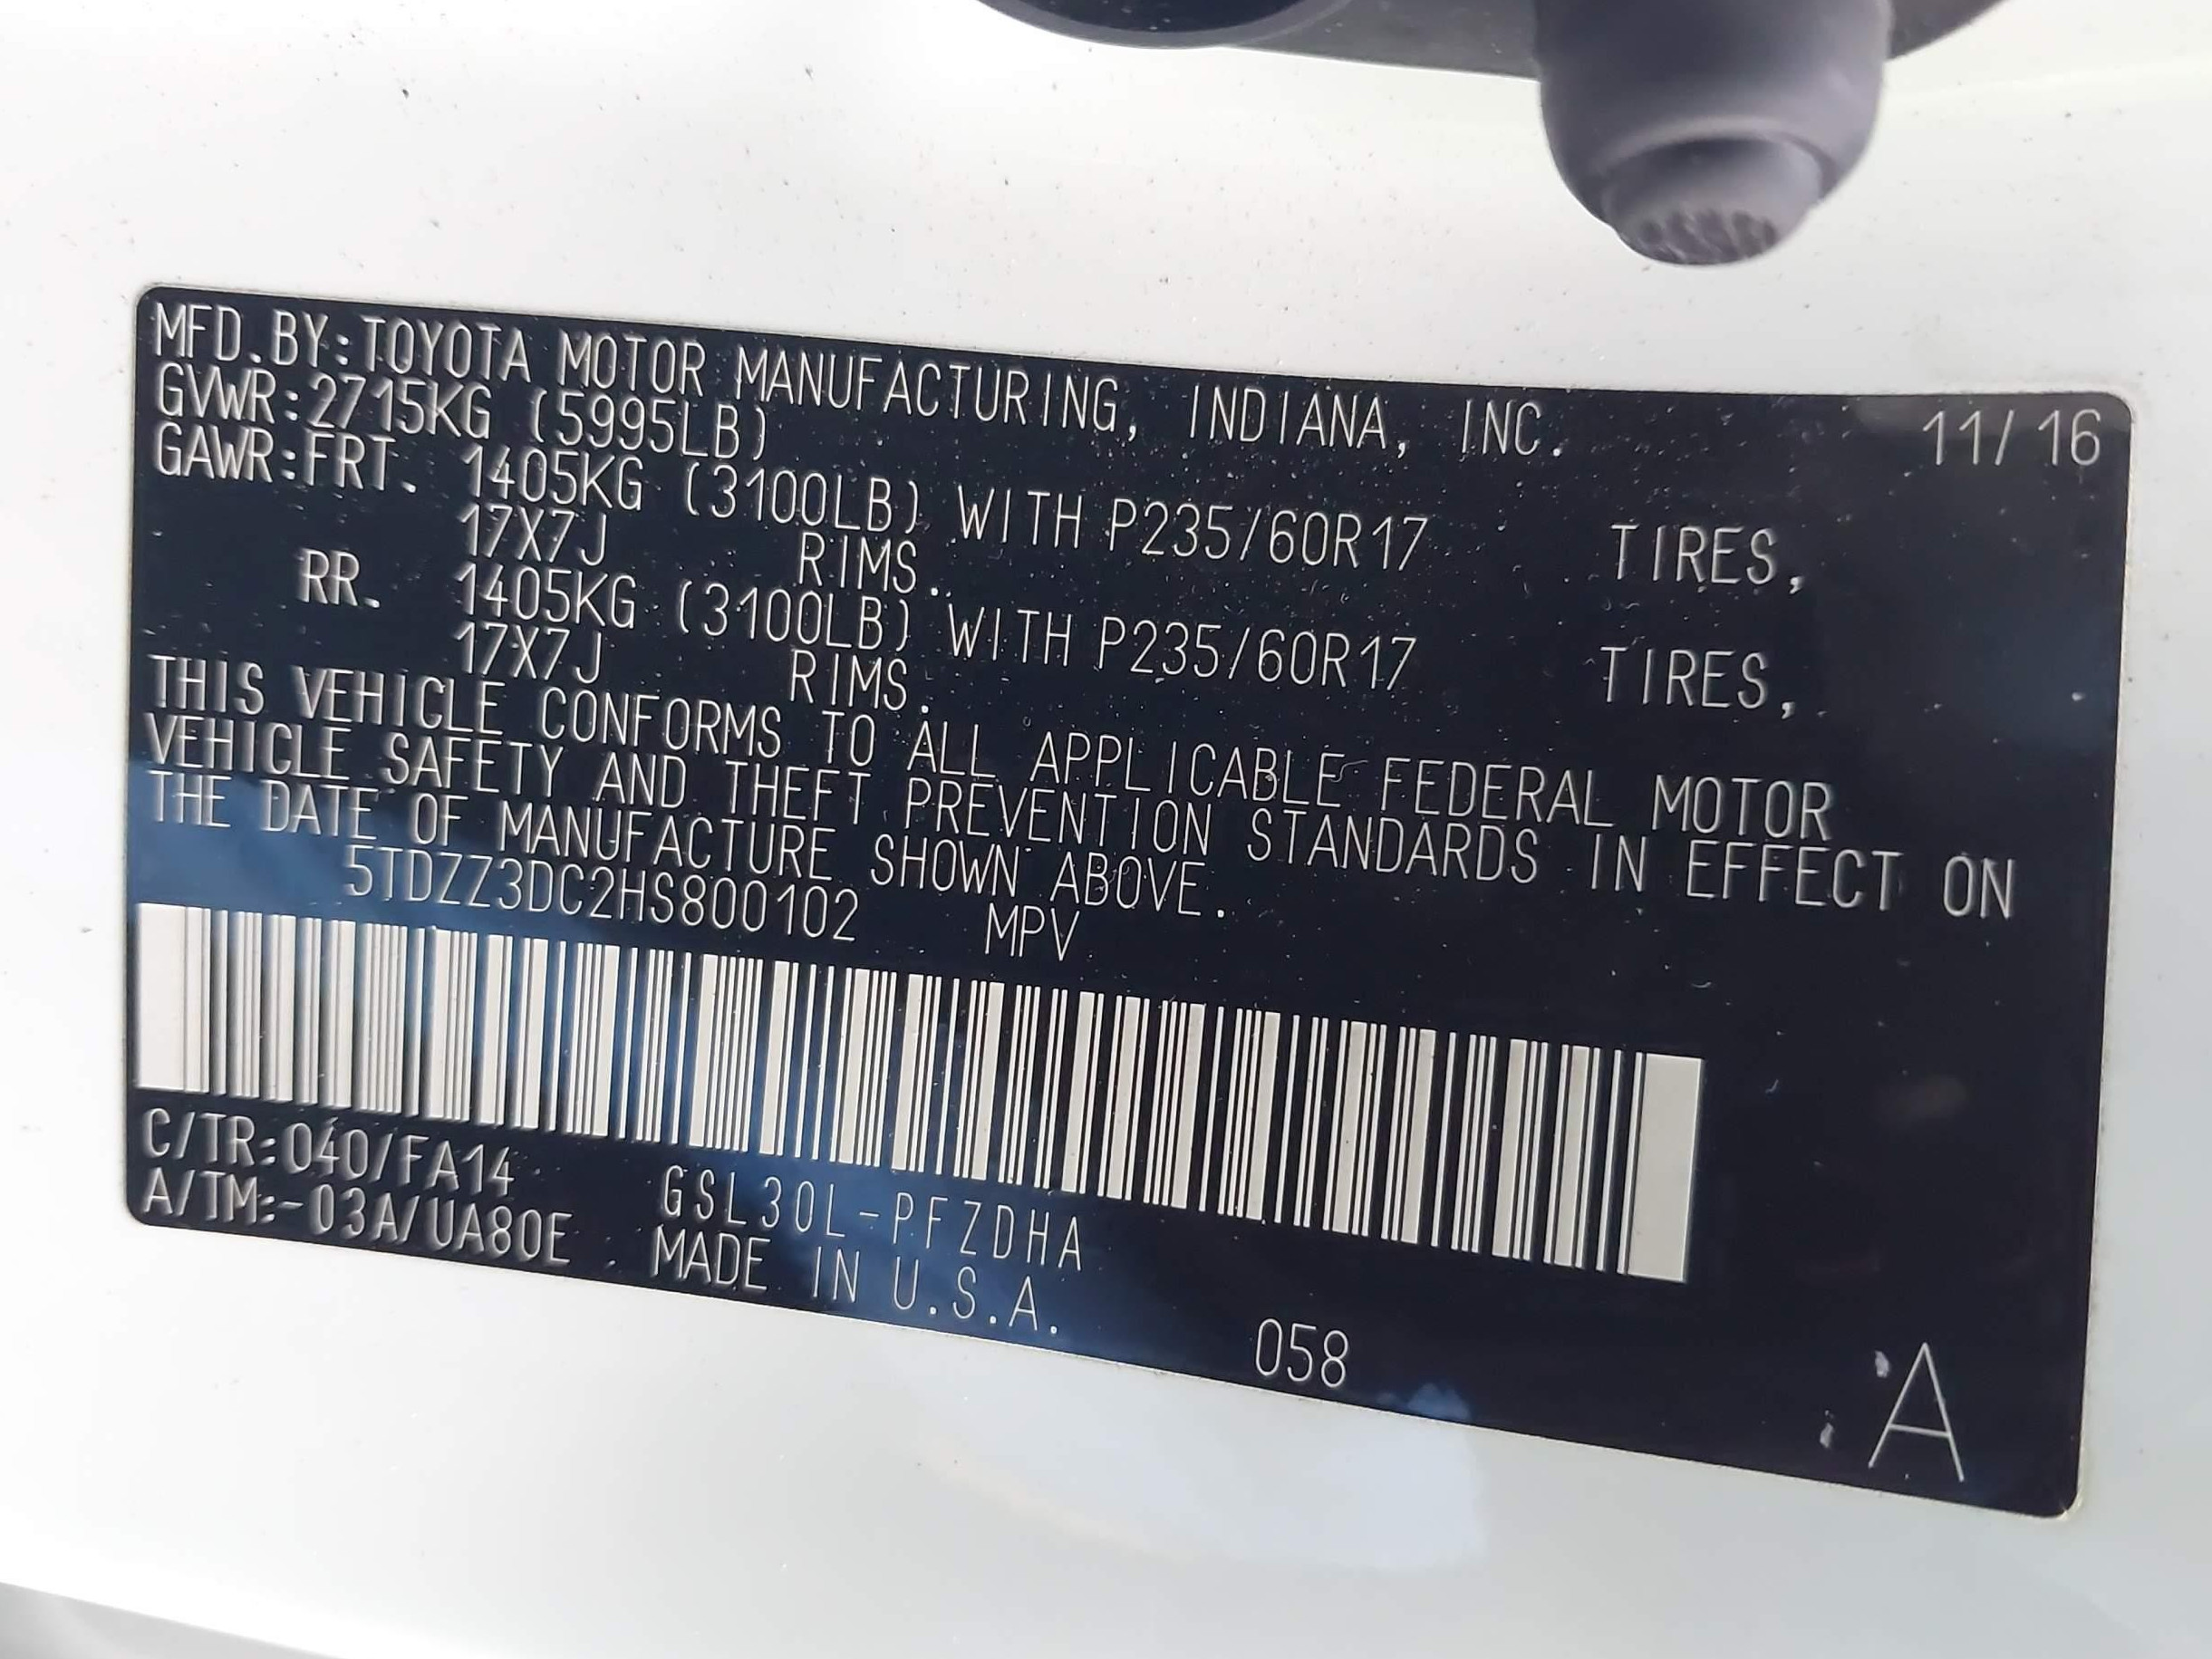 MFD.BY:TOYOTA MOTOR MANUFACTURING, INDIANA, INC. 11/16
GVWR:2715KG (5995LB)
GAWR:FRT. 1405KG (3100LB) WITH P235/60R17 TIRES,
17X7J RIMS.
RR. 1405KG (3100LB) WITH P235/60R17 TIRES,
17X7J RIMS.
THIS VEHICLE CONFORMS TO ALL APPLICABLE FEDERAL MOTOR
VEHICLE SAFETY AND THEFT PREVENTION STANDARDS IN EFFECT ON
THE DATE OF MANUFACTURE SHOWN ABOVE.
5TDZZ3DC2HS800102 MPV
C/TR:040/FA14 GSL30L-PFZDHA
A/TM:-03A/UA80E MADE IN U.S.A.
058 A